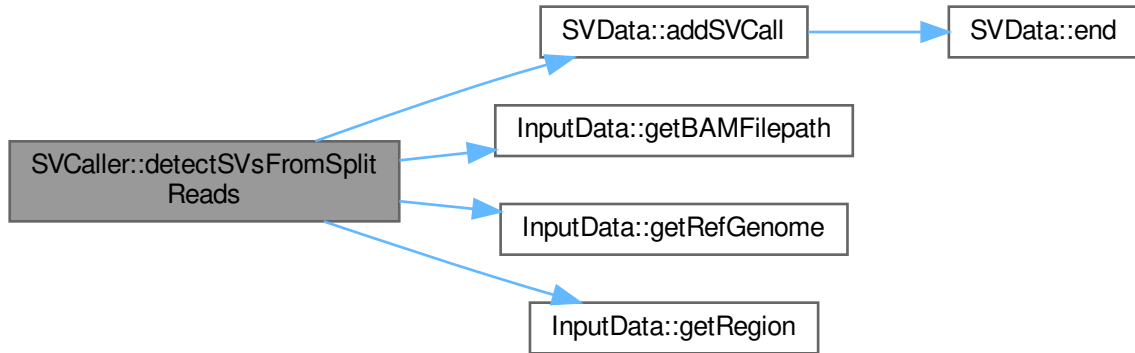 SVCaller::detectSVsFromSplit
Reads
SVData::addSVCall
SVData::end
InputData::getBAMFilepath
InputData::getRefGenome
InputData::getRegion